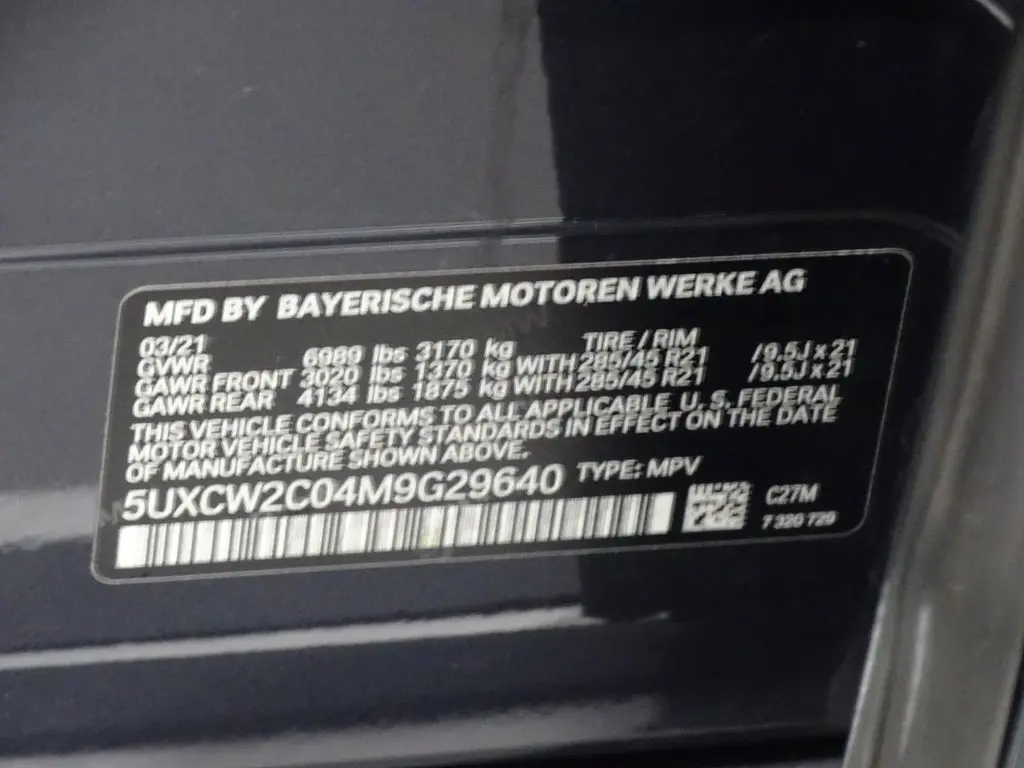 MFD BY BAYERISCHE MOTOREN WERKE AG
03/21 TIRE / RIM
GVWR 6989 lbs 3170 kg
GAWR FRONT 3020 lbs 1370 kg WITH 285/45 R21 /9.5J x 21
GAWR REAR 4134 lbs 1875 kg WITH 285/45 R21 /9.5J x 21
THIS VEHICLE CONFORMS TO ALL APPLICABLE U. S. FEDERAL
MOTOR VEHICLE SAFETY STANDARDS IN EFFECT ON THE DATE
OF MANUFACTURE SHOWN ABOVE.
5UXCW2C04M9G29640 TYPE: MPV
C27M
7 320 729